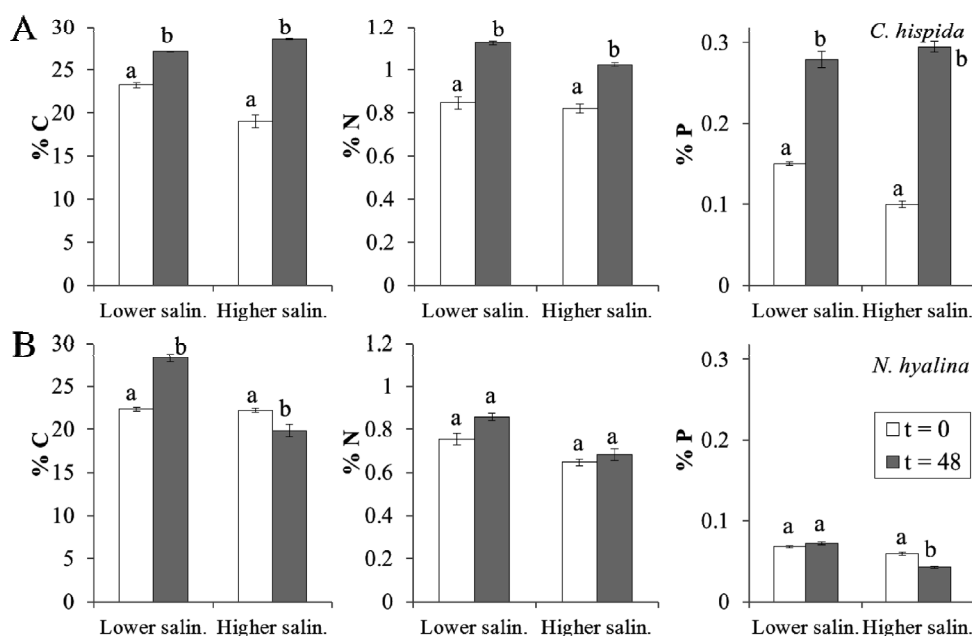 A
30
25
20
15
10
5
0
% C
a
b
a
b
Lower salin. Higher salin.
1.2
1
0.8
0.6
0.4
0.2
0
% N
a
b
a
b
Lower salin. Higher salin.
C. hispida
0.3
0.2
0.1
0
% P
a
b
a
b
Lower salin. Higher salin.
B
30
25
20
15
10
5
0
% C
a
b
a
b
Lower salin. Higher salin.
1.2
1
0.8
0.6
0.4
0.2
0
% N
a
a
a
a
Lower salin. Higher salin.
N. hyalina
0.3
0.2
0.1
0
% P
t = 0
t = 48
a
a
a
b
Lower salin. Higher salin.